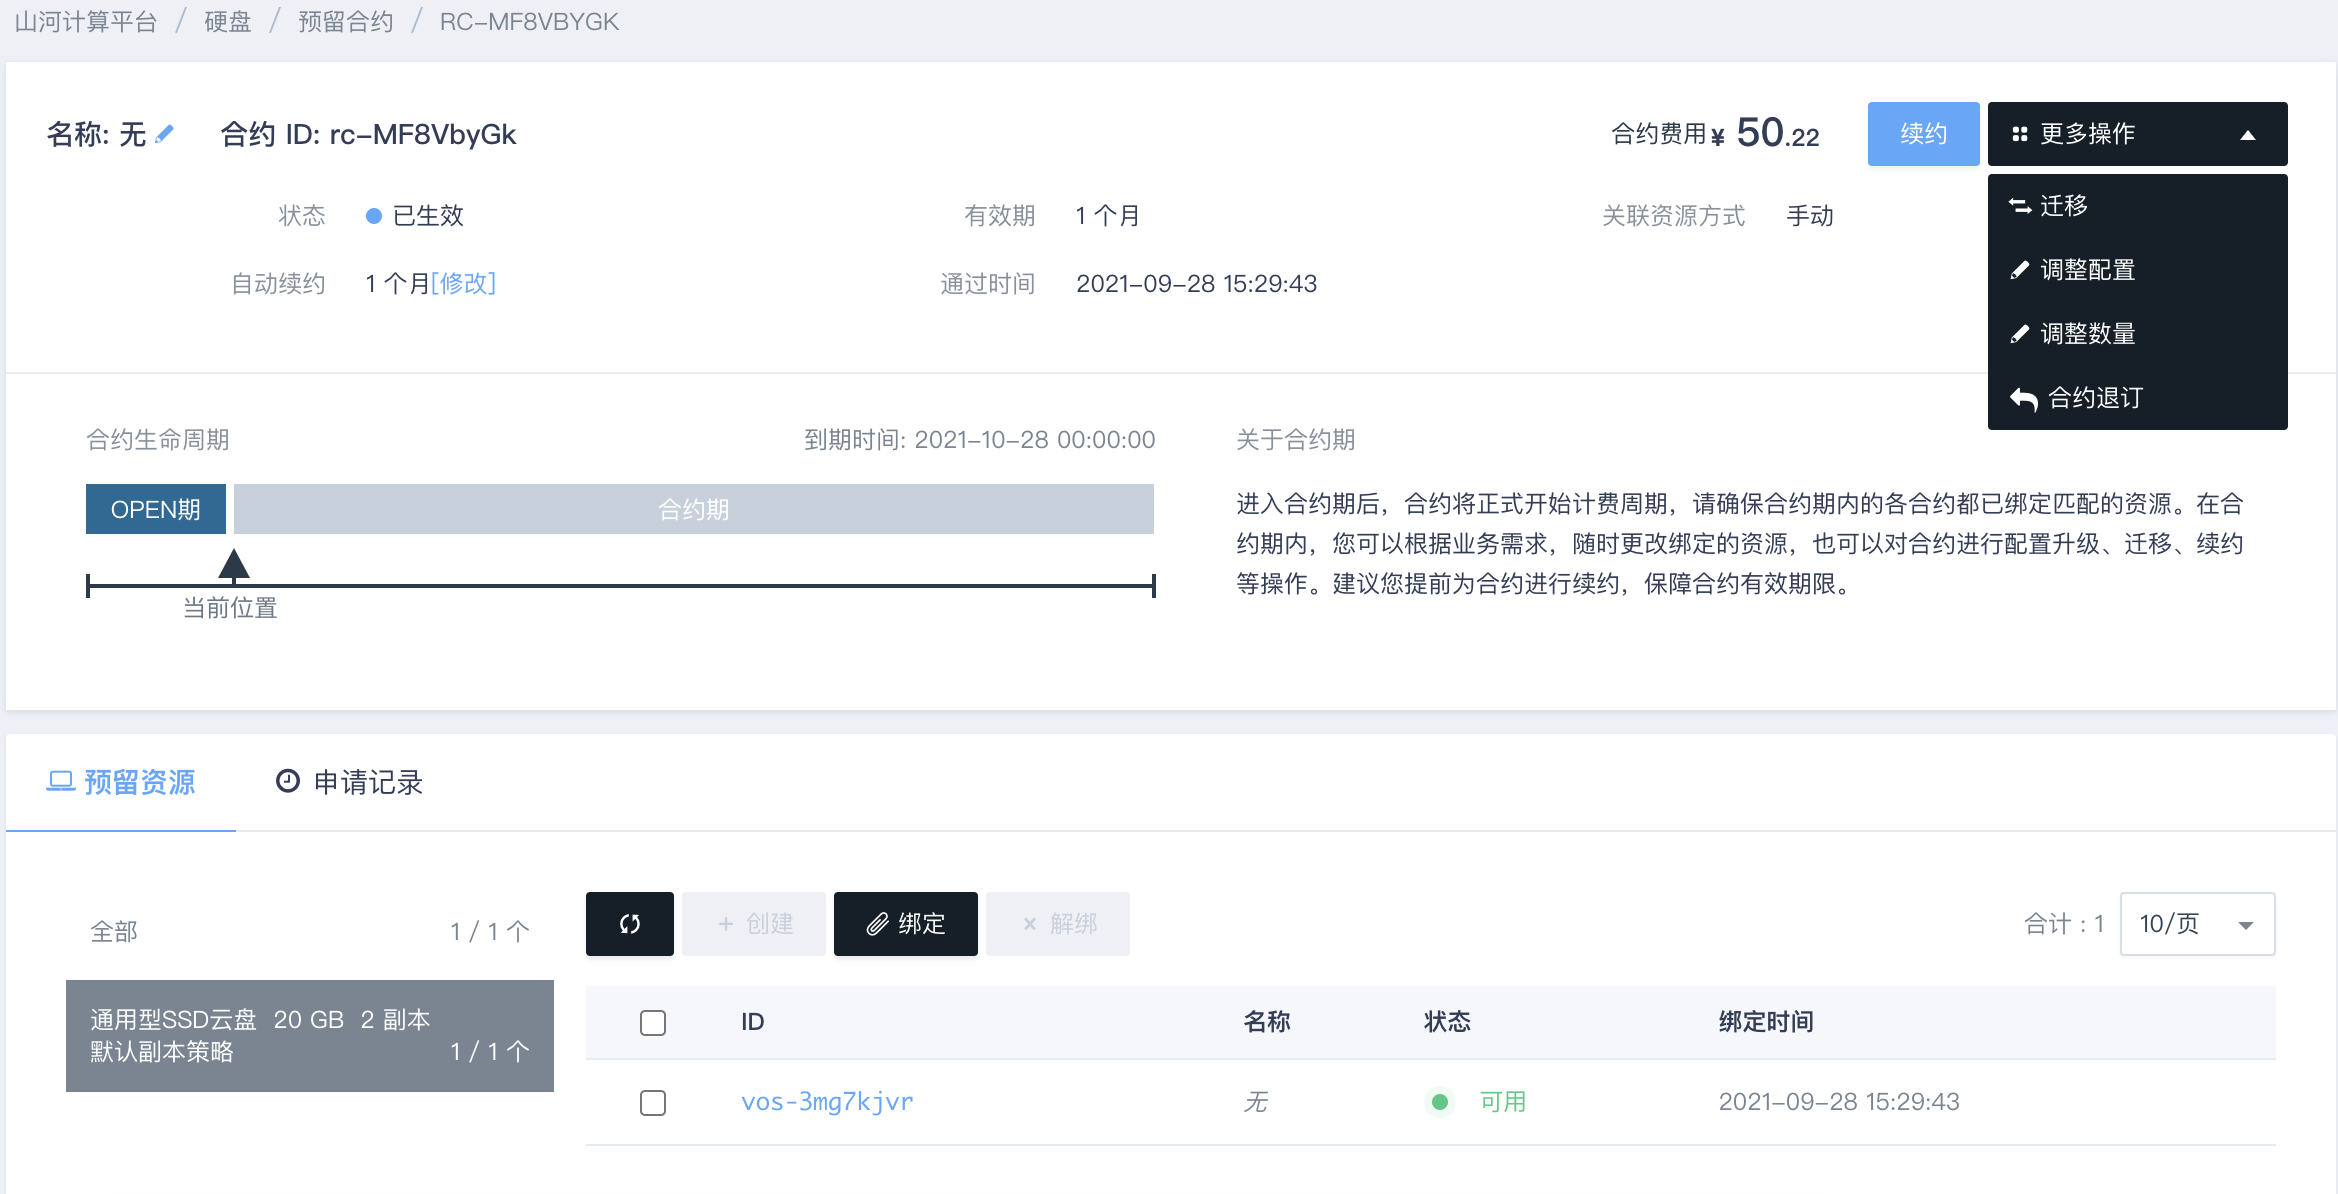 山河计算平台 / 硬盘 / 预留合约 / RC-MF8VBYGK
名称: 无 合约 ID: rc-MF8VbyGk
合约费用 ¥ 50.22
续约
更多操作
状态 已生效
有效期 1 个月
关联资源方式 手动
自动续约 1 个月[修改]
通过时间 2021-09-28 15:29:43
迁移
调整配置
调整数量
合约退订
合约生命周期
到期时间: 2021-10-28 00:00:00
OPEN期
合约期
当前位置
关于合约期
进入合约期后，合约将正式开始计费周期，请确保合约期内的各合约都已绑定匹配的资源。在合
约期内，您可以根据业务需求，随时更改绑定的资源，也可以对合约进行配置升级、迁移、续约
等操作。建议您提前为合约进行续约，保障合约有效期限。
预留资源
申请记录
全部 1 / 1 个
通用型SSD云盘 20 GB 2 副本
默认副本策略 1 / 1 个
+ 创建
绑定
× 解绑
合计 : 1
10/页
ID 名称 状态 绑定时间
vos-3mg7kjvr 无 可用 2021-09-28 15:29:43